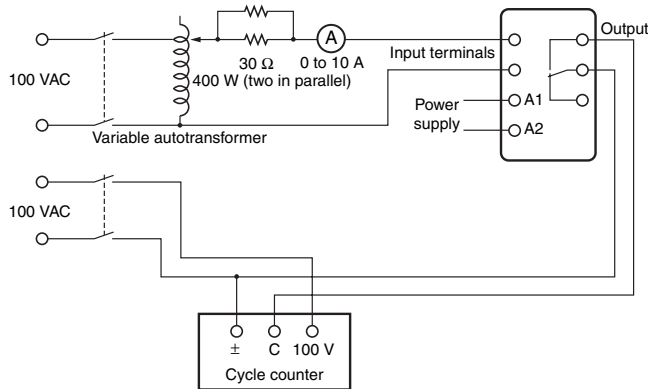 Output
A
Input terminals
30 Ω
0 to 10 A
100 VAC
400 W (two in parallel)
A1
Power
supply
A2
Variable autotransformer
100 VAC
± C 100 V
Cycle counter